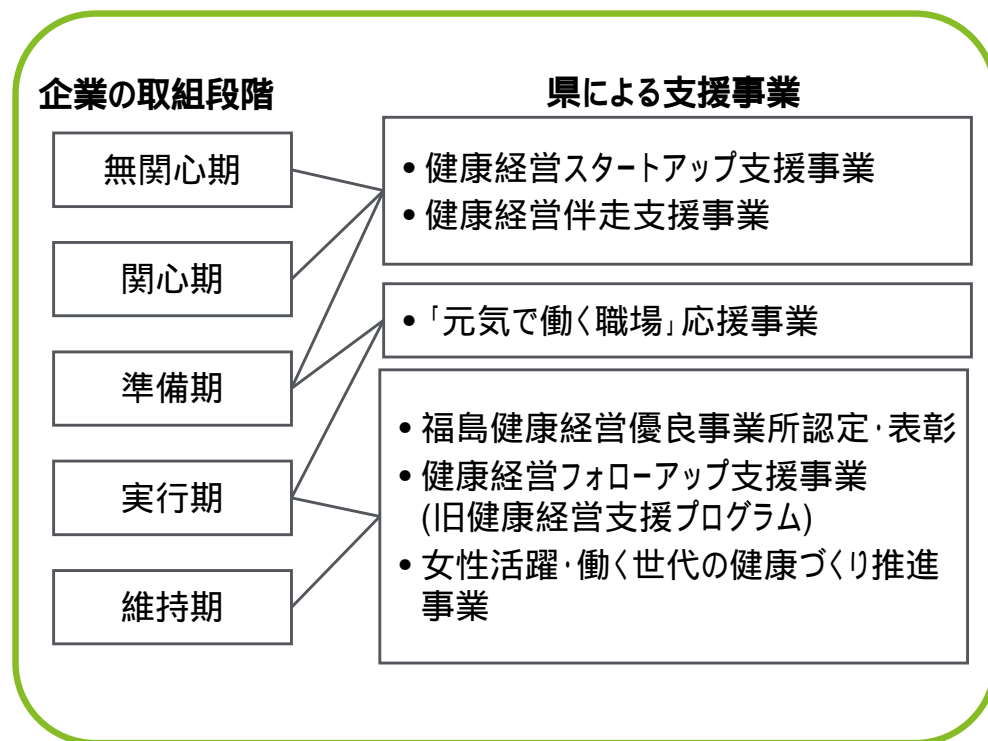 企業の取組段階
無関心期
関心期
準備期
実行期
維持期
県による支援事業
• 健康経営スタートアップ支援事業
• 健康経営伴走支援事業
• 「元気で働く職場」応援事業
• 福島健康経営優良事業所認定・表彰
• 健康経営フォローアップ支援事業
(旧健康経営支援プログラム)
• 女性活躍・働く世代の健康づくり推進
事業